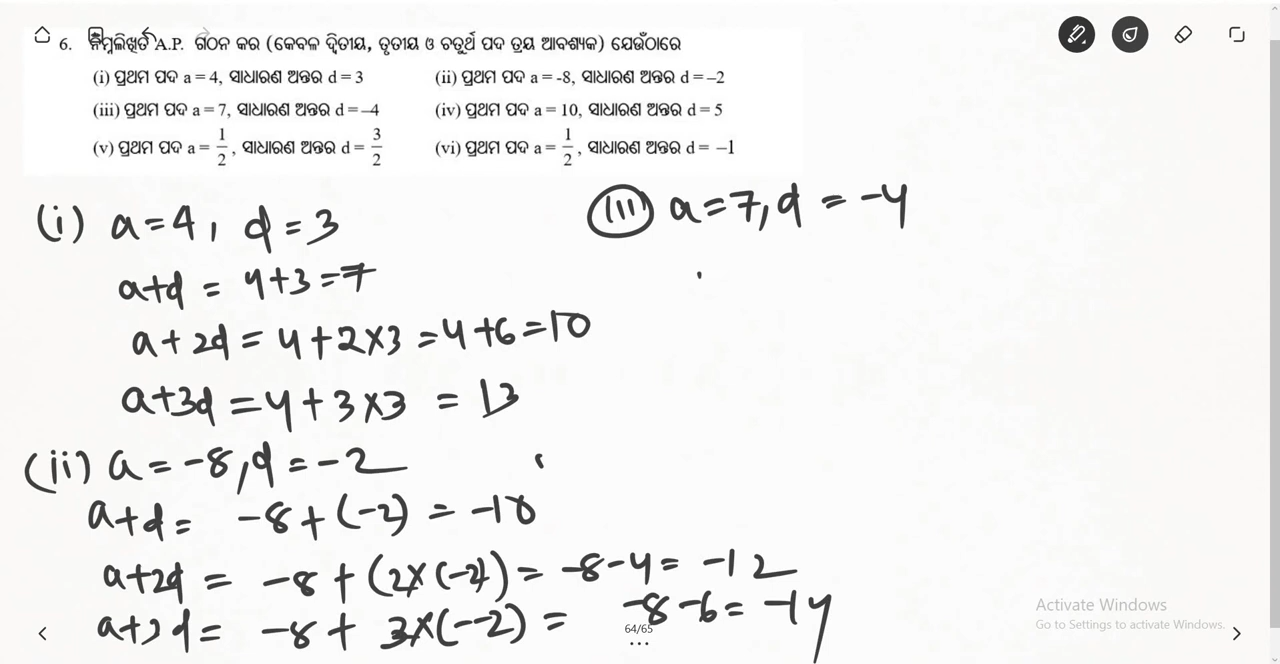 6. ନିମ୍ନଲିଖିତ A.P. ଗଠନ କର (କେବଳ ଦ୍ୱିତୀୟ, ତୃତୀୟ ଓ ଚତୁର୍ଥ ପଦ ତ୍ରୟ ଆବଶ୍ୟକ) ଯେଉଁଠାରେ
(i) ପ୍ରଥମ ପଦ a = 4, ସାଧାରଣ ଅନ୍ତର d = 3 (ii) ପ୍ରଥମ ପଦ a = -8, ସାଧାରଣ ଅନ୍ତର d = –2
(iii) ପ୍ରଥମ ପଦ a = 7, ସାଧାରଣ ଅନ୍ତର d = –4 (iv) ପ୍ରଥମ ପଦ a = 10, ସାଧାରଣ ଅନ୍ତର d = 5
(v) ପ୍ରଥମ ପଦ a = 1/2, ସାଧାରଣ ଅନ୍ତର d = 3/2 (vi) ପ୍ରଥମ ପଦ a = 1/2, ସାଧାରଣ ଅନ୍ତର d = –1
(i) a=4, d=3
a+d = 4+3=7
a+2d = 4+2×3 =4+6=10
a+3d =4+3×3 = 13
(ii) a=-8, d=-2
a+d= -8+(-2) = -10
a+2d = -8+(2×(-2)) = -8-4= -12
a+3d= -8+ 3×(-2) = -8-6= -14
(iii) a=7, d = -4
Activate Windows
Go to Settings to activate Windows.
64/65